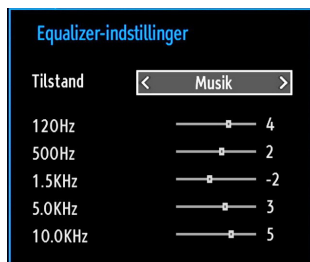 Equalizer-indstillinger
Tilstand < Musik >
120Hz 4
500Hz 2
1.5KHz -2
5.0KHz 3
10.0KHz 5